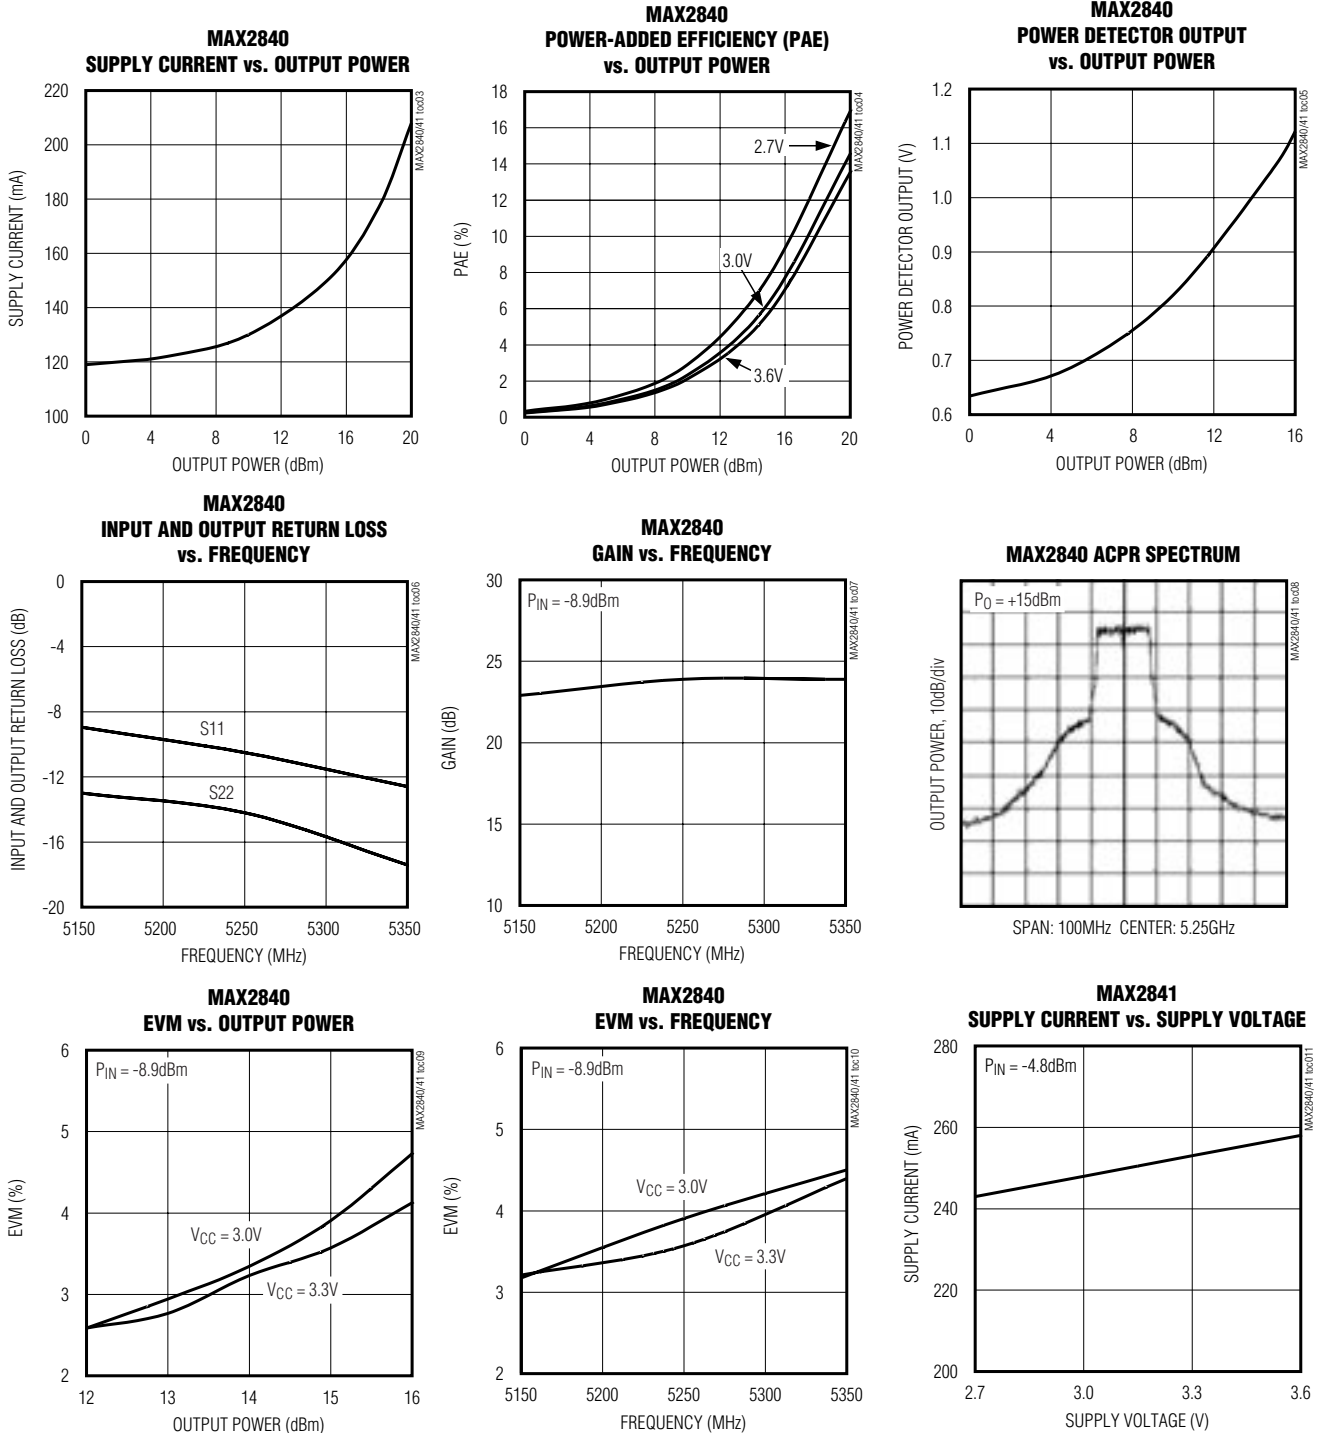 MAX2840
SUPPLY CURRENT vs. OUTPUT POWER
MAX2840/41 toc03
SUPPLY CURRENT (mA)
220
200
180
160
140
120
100
0 4 8 12 16 20
OUTPUT POWER (dBm)
MAX2840
POWER-ADDED EFFICIENCY (PAE)
vs. OUTPUT POWER
MAX2840/41 toc04
PAE (%)
18
16
14
12
10
8
6
4
2
0
2.7V
3.0V
3.6V
0 4 8 12 16 20
OUTPUT POWER (dBm)
MAX2840
POWER DETECTOR OUTPUT
vs. OUTPUT POWER
MAX2840/41 toc05
POWER DETECTOR OUTPUT (V)
1.2
1.1
1.0
0.9
0.8
0.7
0.6
0 4 8 12 16
OUTPUT POWER (dBm)
MAX2840
INPUT AND OUTPUT RETURN LOSS
vs. FREQUENCY
MAX2840/41 toc06
INPUT AND OUTPUT RETURN LOSS (dB)
0
-4
-8
-12
-16
-20
S11
S22
5150 5200 5250 5300 5350
FREQUENCY (MHz)
MAX2840
GAIN vs. FREQUENCY
MAX2840/41 toc07
PIN = -8.9dBm
GAIN (dB)
30
25
20
15
10
5150 5200 5250 5300 5350
FREQUENCY (MHz)
MAX2840 ACPR SPECTRUM
MAX2840/41 toc08
PO = +15dBm
OUTPUT POWER, 10dB/div
SPAN: 100MHz CENTER: 5.25GHz
MAX2840
EVM vs. OUTPUT POWER
MAX2840/41 toc09
PIN = -8.9dBm
EVM (%)
6
5
4
3
2
VCC = 3.0V
VCC = 3.3V
12 13 14 15 16
OUTPUT POWER (dBm)
MAX2840
EVM vs. FREQUENCY
MAX2840/41 toc10
PIN = -8.9dBm
EVM (%)
6
5
4
3
2
VCC = 3.0V
VCC = 3.3V
5150 5200 5250 5300 5350
FREQUENCY (MHz)
MAX2841
SUPPLY CURRENT vs. SUPPLY VOLTAGE
MAX2840/41 toc011
PIN = -4.8dBm
SUPPLY CURRENT (mA)
280
260
240
220
200
2.7 3.0 3.3 3.6
SUPPLY VOLTAGE (V)